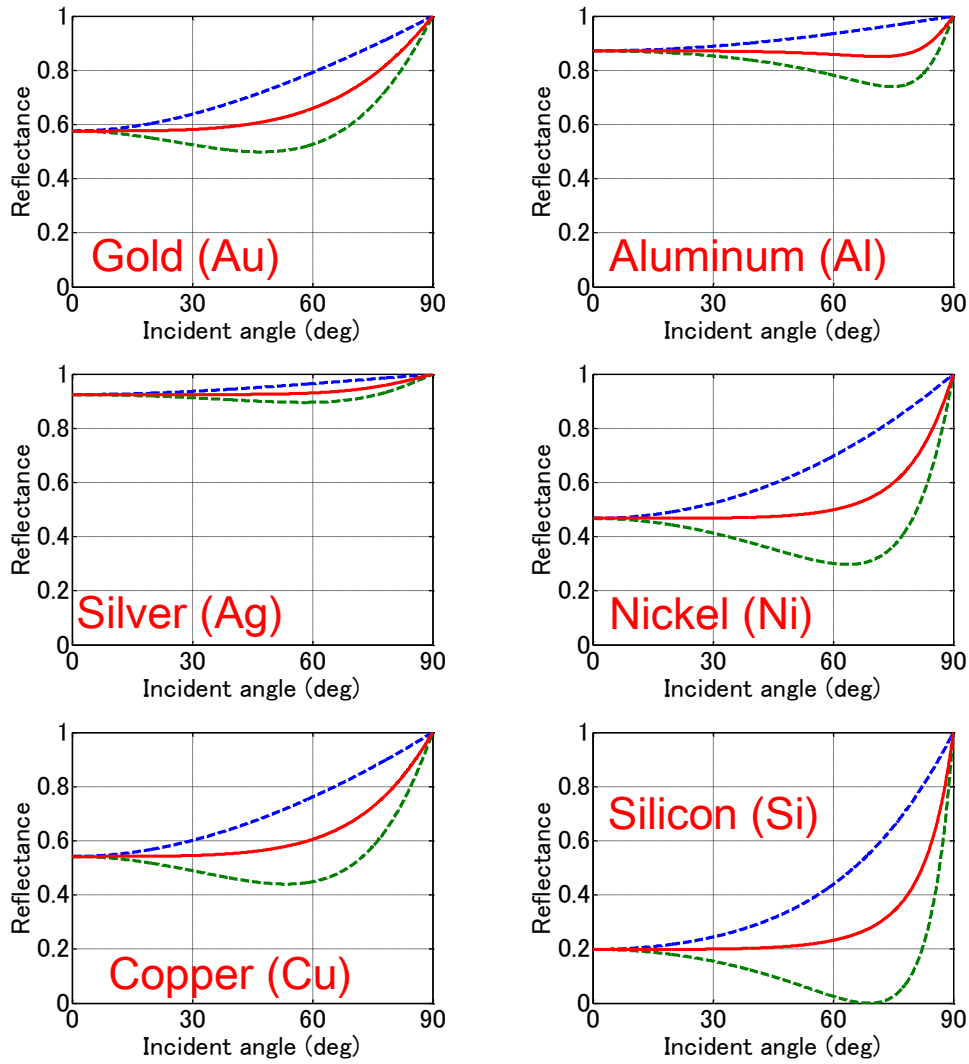 1
0.8
0.6
0.4
0.2
0
Reflectance
Gold (Au)
0 30 60 90
Incident angle (deg)
1
0.8
0.6
0.4
0.2
0
Reflectance
Aluminum (Al)
0 30 60 90
Incident angle (deg)
1
0.8
0.6
0.4
0.2
0
Reflectance
Silver (Ag)
0 30 60 90
Incident angle (deg)
1
0.8
0.6
0.4
0.2
0
Reflectance
Nickel (Ni)
0 30 60 90
Incident angle (deg)
1
0.8
0.6
0.4
0.2
0
Reflectance
Copper (Cu)
0 30 60 90
Incident angle (deg)
1
0.8
0.6
0.4
0.2
0
Reflectance
Silicon (Si)
0 30 60 90
Incident angle (deg)